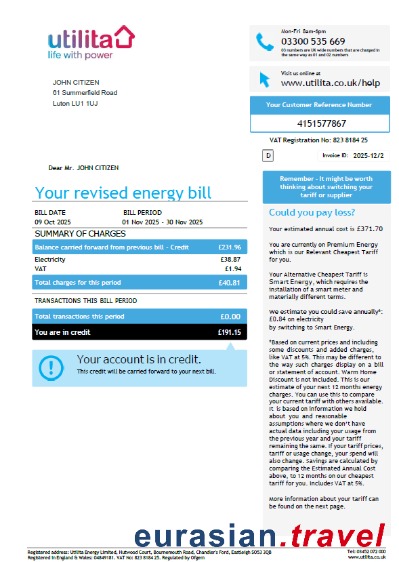 utilita
life with power
Mon-Fri 8am-8pm
03300 535 669
03 numbers are UK wide numbers that are charged in
the same way as 01 and 02 numbers
Visit us online at
www.utilita.co.uk/help
JOHN CITIZEN
61 Summerfield Road
Luton LU1 1UJ
Your Customer Reference Number
4151577867
VAT Registration No: 823 8184 25
D
Invoice ID: 2025-12/2
Dear Mr. JOHN CITIZEN
Your revised energy bill
BILL DATE BILL PERIOD
09 Oct 2025 01 Nov 2025 - 30 Nov 2025
SUMMARY OF CHARGES
Balance carried forward from previous bill - Credit £231.96
Electricity £38.87
VAT £1.94
Total charges for this period £40.81
TRANSACTIONS THIS BILL PERIOD
Total transactions this period £0.00
You are in credit £191.15
Your account is in credit.
This credit will be carried forward to your next bill.
Remember - it might be worth
thinking about switching your
tariff or supplier
Could you pay less?
Your estimated annual cost is £371.70
You are currently on Premium Energy
which is our Relevant Cheapest Tariff
for you.
Your Alternative Cheapest Tariff is
Smart Energy, which requires the
installation of a smart meter and
materially different terms.
We estimate you could save annually*:
£0.84 on electricity
by switching to Smart Energy.
*Based on current prices and including
some discounts and added charges,
like VAT at 5%. This may be different to
the way such charges display on a bill
or statement of account. Warm Home
Discount is not included. This is our
estimate of your next 12 months energy
charges. You can use this to compare
your current tariff with others available.
It is based on information we hold
about you and reasonable
assumptions where we don't have
actual data including your usage from
the previous year and your tariff
remaining the same. If your tariff prices,
tariff or usage change, your spend will
also change. Savings are calculated by
comparing the Estimated Annual Cost
above, to 12 months on our cheapest
tariff for you. Includes VAT at 5%.
More information about your tariff can
be found on the next page.
eurasian.travel
Registered address: Utilita Energy Limited, Hutwood Court, Bournemouth Road, Chandler's Ford, Eastleigh SO53 3QB
Registered in England & Wales: 04849181. VAT No: 823 8184 25. Regulated by Ofgem
Tel: 03452 072 000
www.utilita.co.uk